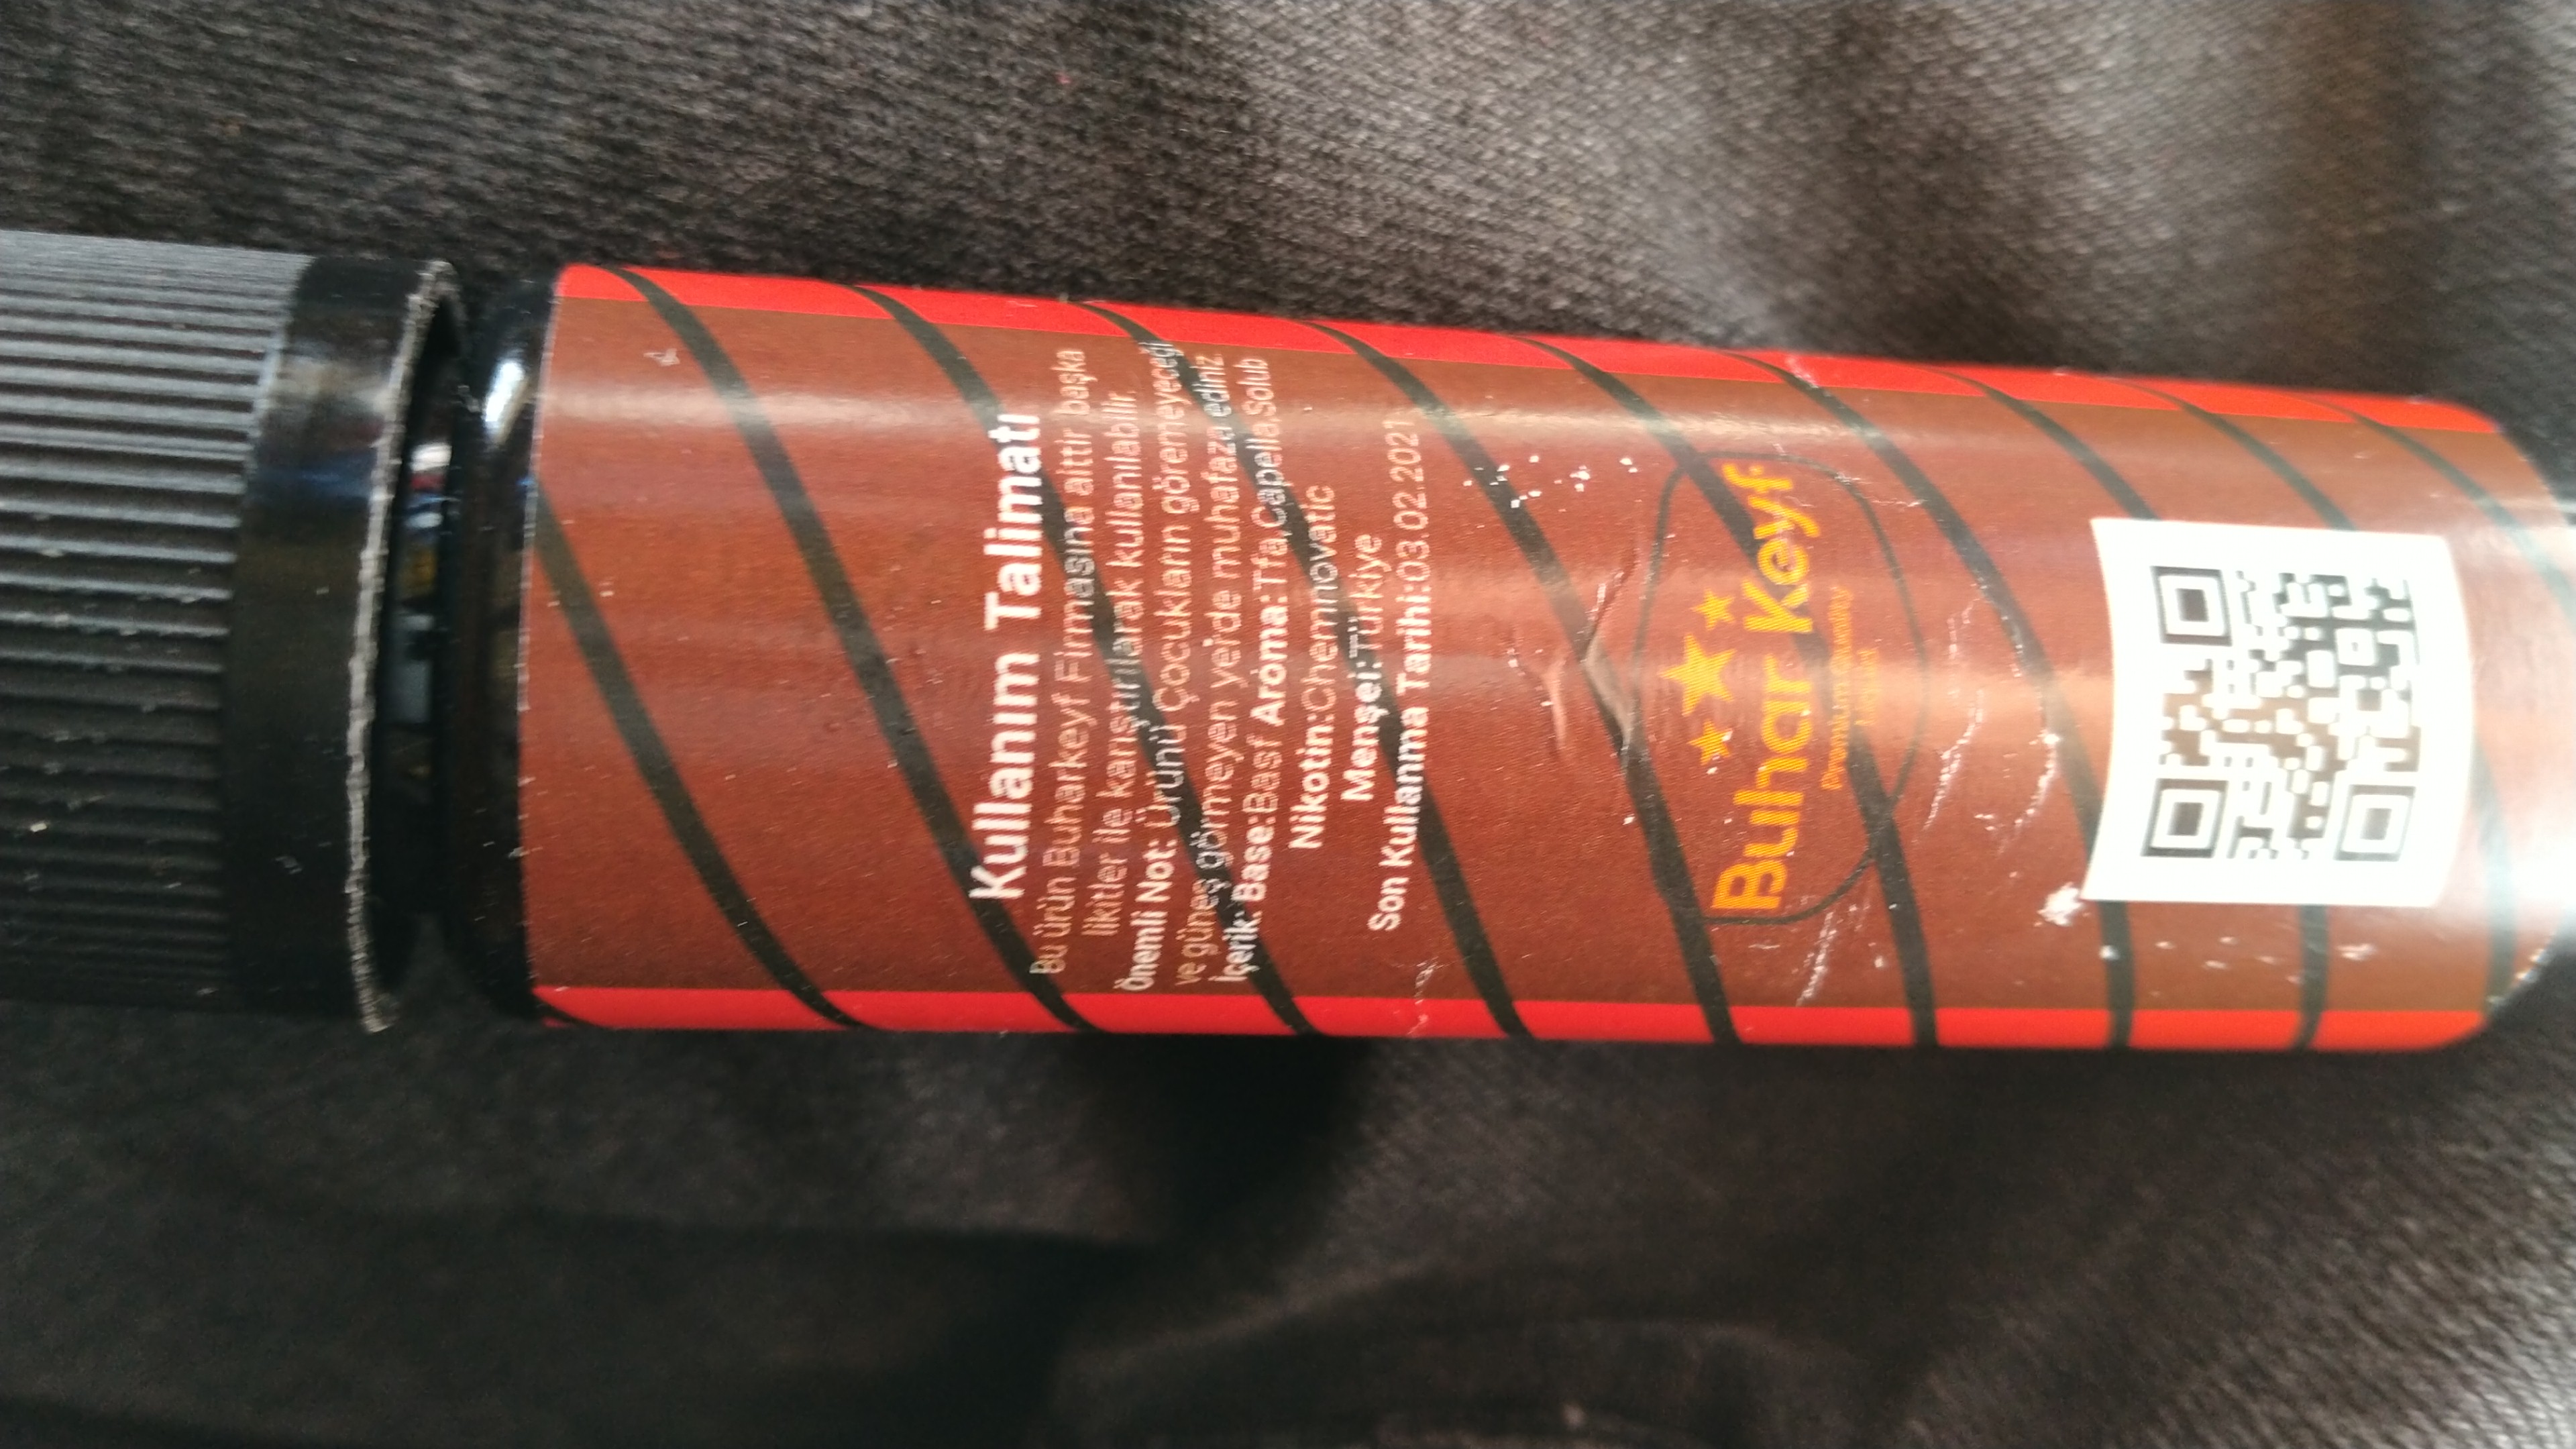 Kullanım Talimatı
Bu ürün Buharkeyf Firmasına aittir başka
likitler ile karıştırılarak kullanılabilir.
Önemli Not: Ürünü Çocukların göremeyeceği
ve güneş görmeyen yerde muhafaza ediniz
İçerik: Base:Basf Aroma:Tfa,Capella,Solub
Nikotin:Chemnovatic
Menşei:Türkiye
Son Kullanma Tarihi:03.02.2021
Buhar Keyf
Premium Quality